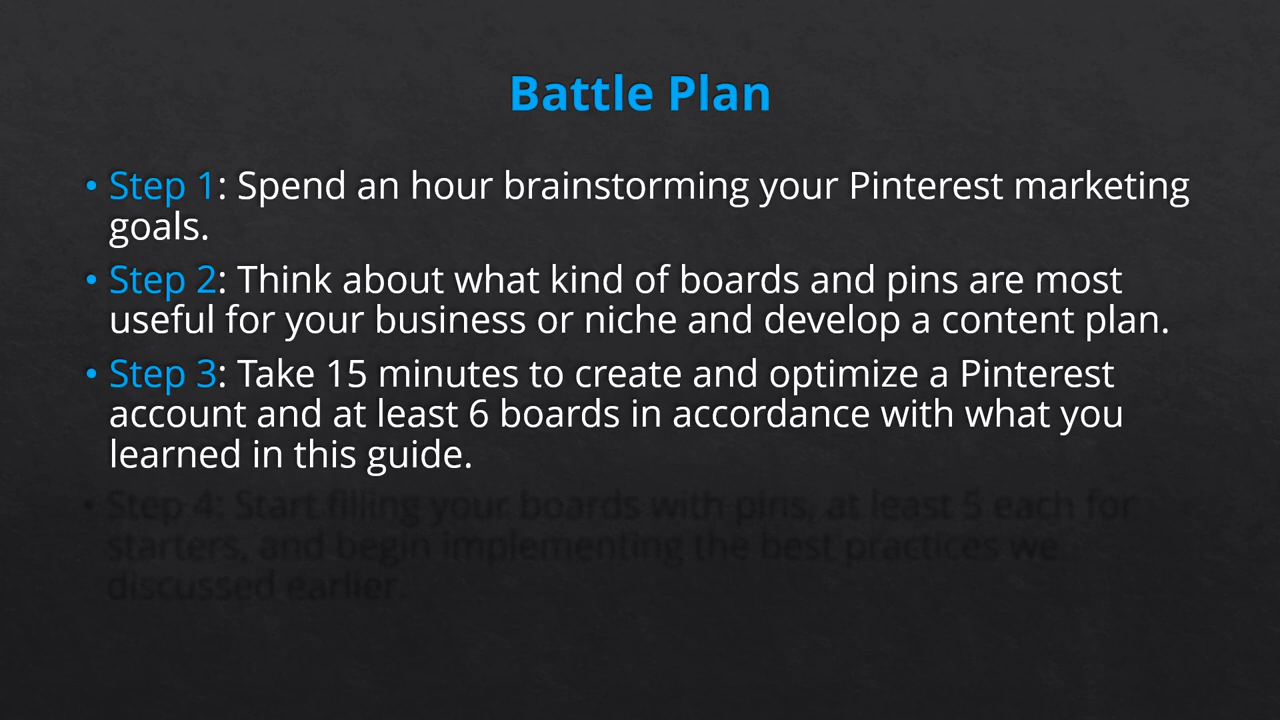 Battle Plan
• Step 1: Spend an hour brainstorming your Pinterest marketing
goals.
• Step 2: Think about what kind of boards and pins are most
useful for your business or niche and develop a content plan.
• Step 3: Take 15 minutes to create and optimize a Pinterest
account and at least 6 boards in accordance with what you
learned in this guide.
• Step 4: Start filling your boards with pins, at least 5 each for
starters, and begin implementing the best practices we
discussed earlier.